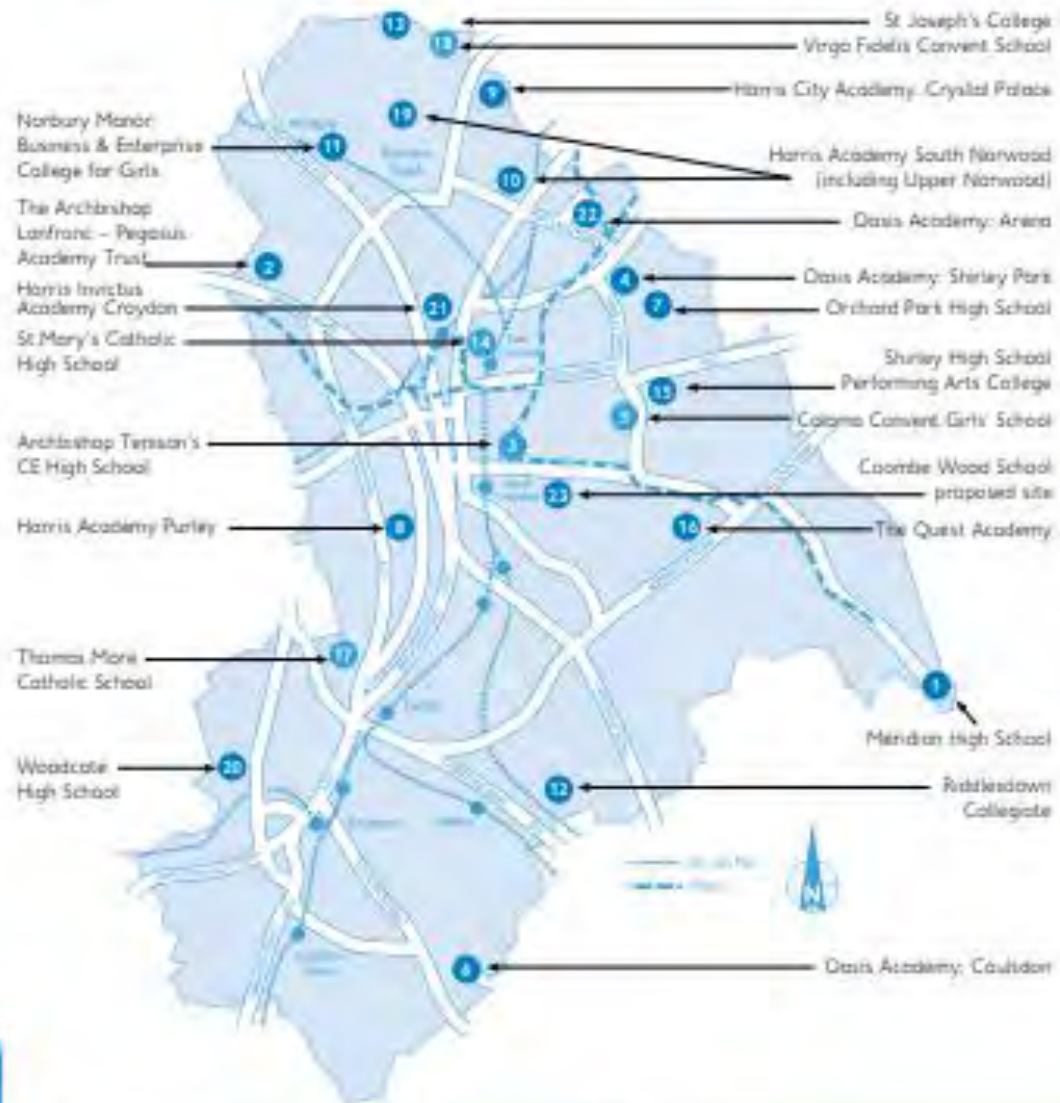 St Joseph's College
Virgo Fidelis Convent School
Harris City Academy: Crystal Palace
Harris Academy South Norwood
(including Upper Norwood)
Oasis Academy: Arena
Oasis Academy: Shirley Park
Orchard Park High School
Shirley High School
Performing Arts College
Coloma Convent Girls' School
Coombe Wood School
proposed site
The Quest Academy
Meridian High School
Riddlesdown
Collegiate
Oasis Academy: Coulsdon
Norbury Manor
Business & Enterprise
College for Girls
The Archbishop
Lanfranc – Pegasus
Academy Trust
Harris Invictus
Academy Croydon
St Mary's Catholic
High School
Archbishop Tenison's
CE High School
Harris Academy Purley
Thomas More
Catholic School
Woodcote
High School
13
18
9
19
11
10
22
2
4
7
21
14
15
5
3
23
8
16
17
1
20
12
6
N